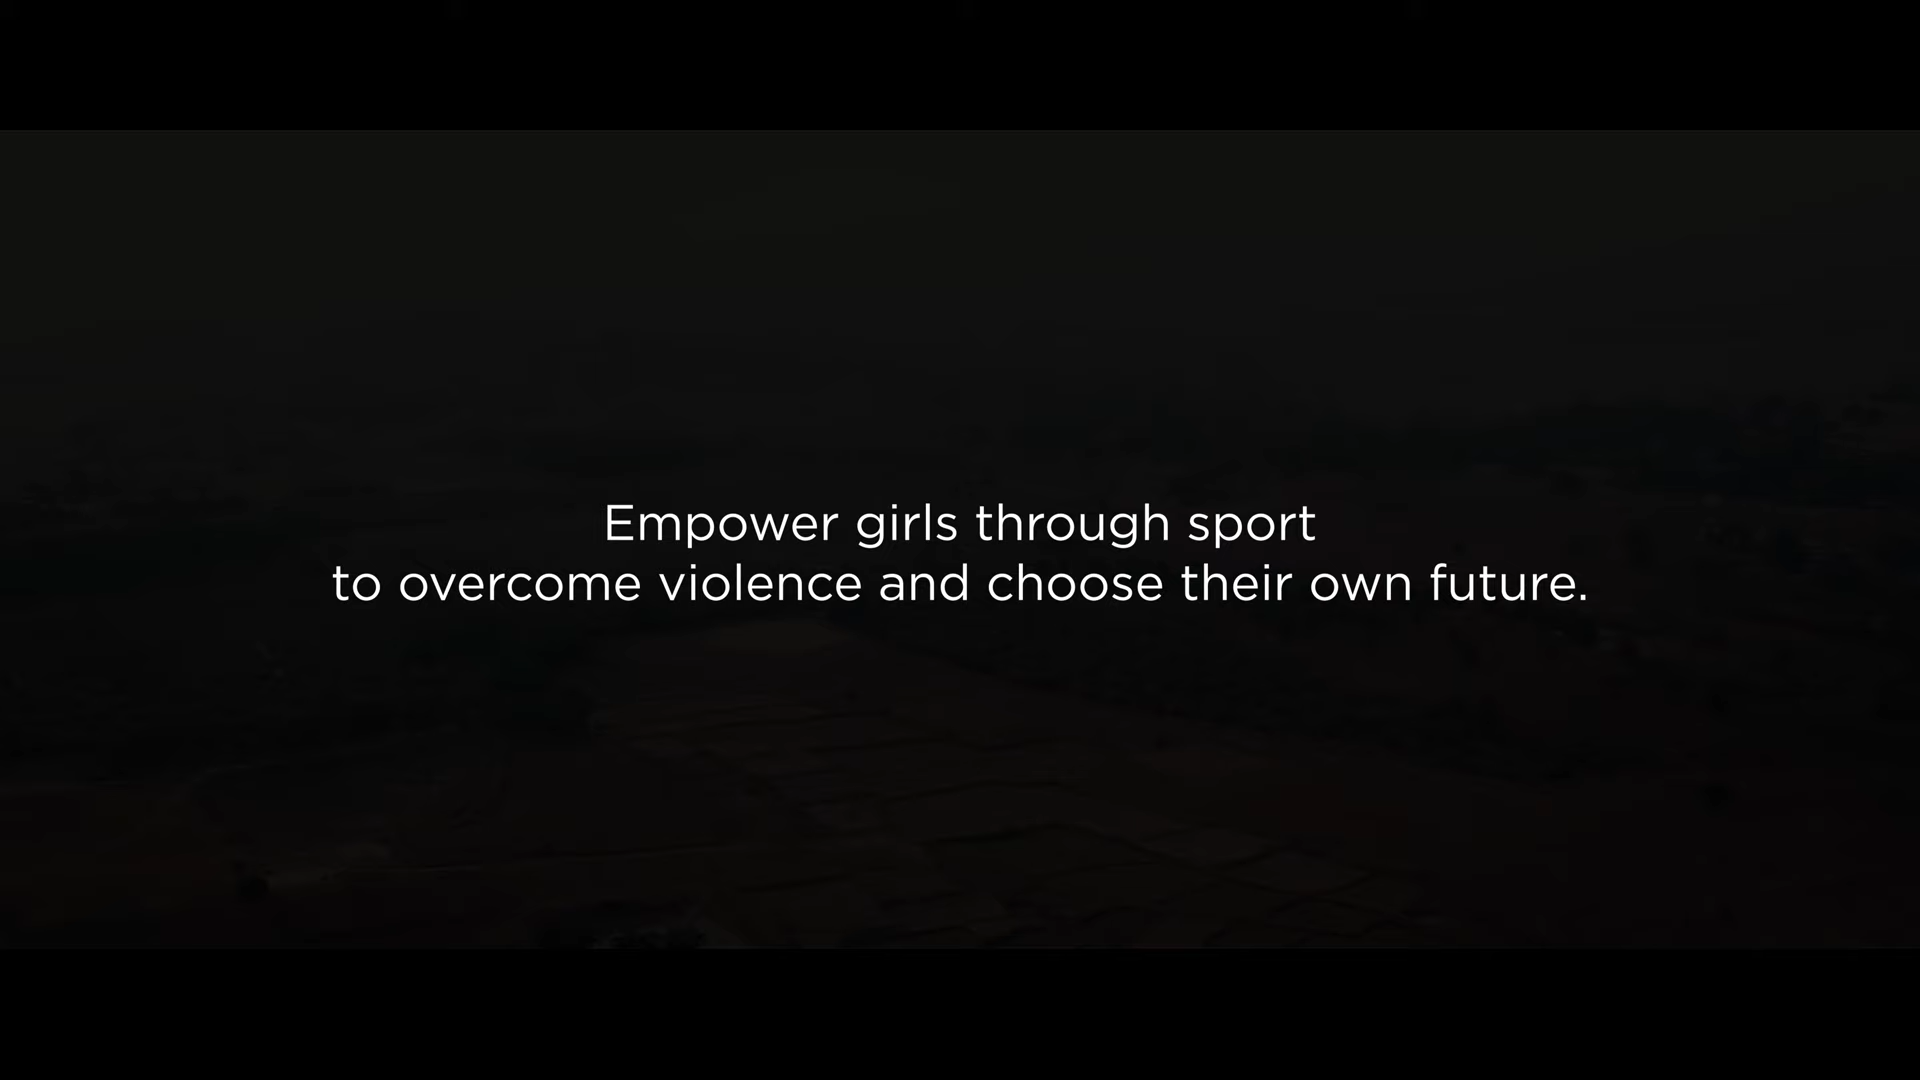 Empower girls through sport
to overcome violence and choose their own future.